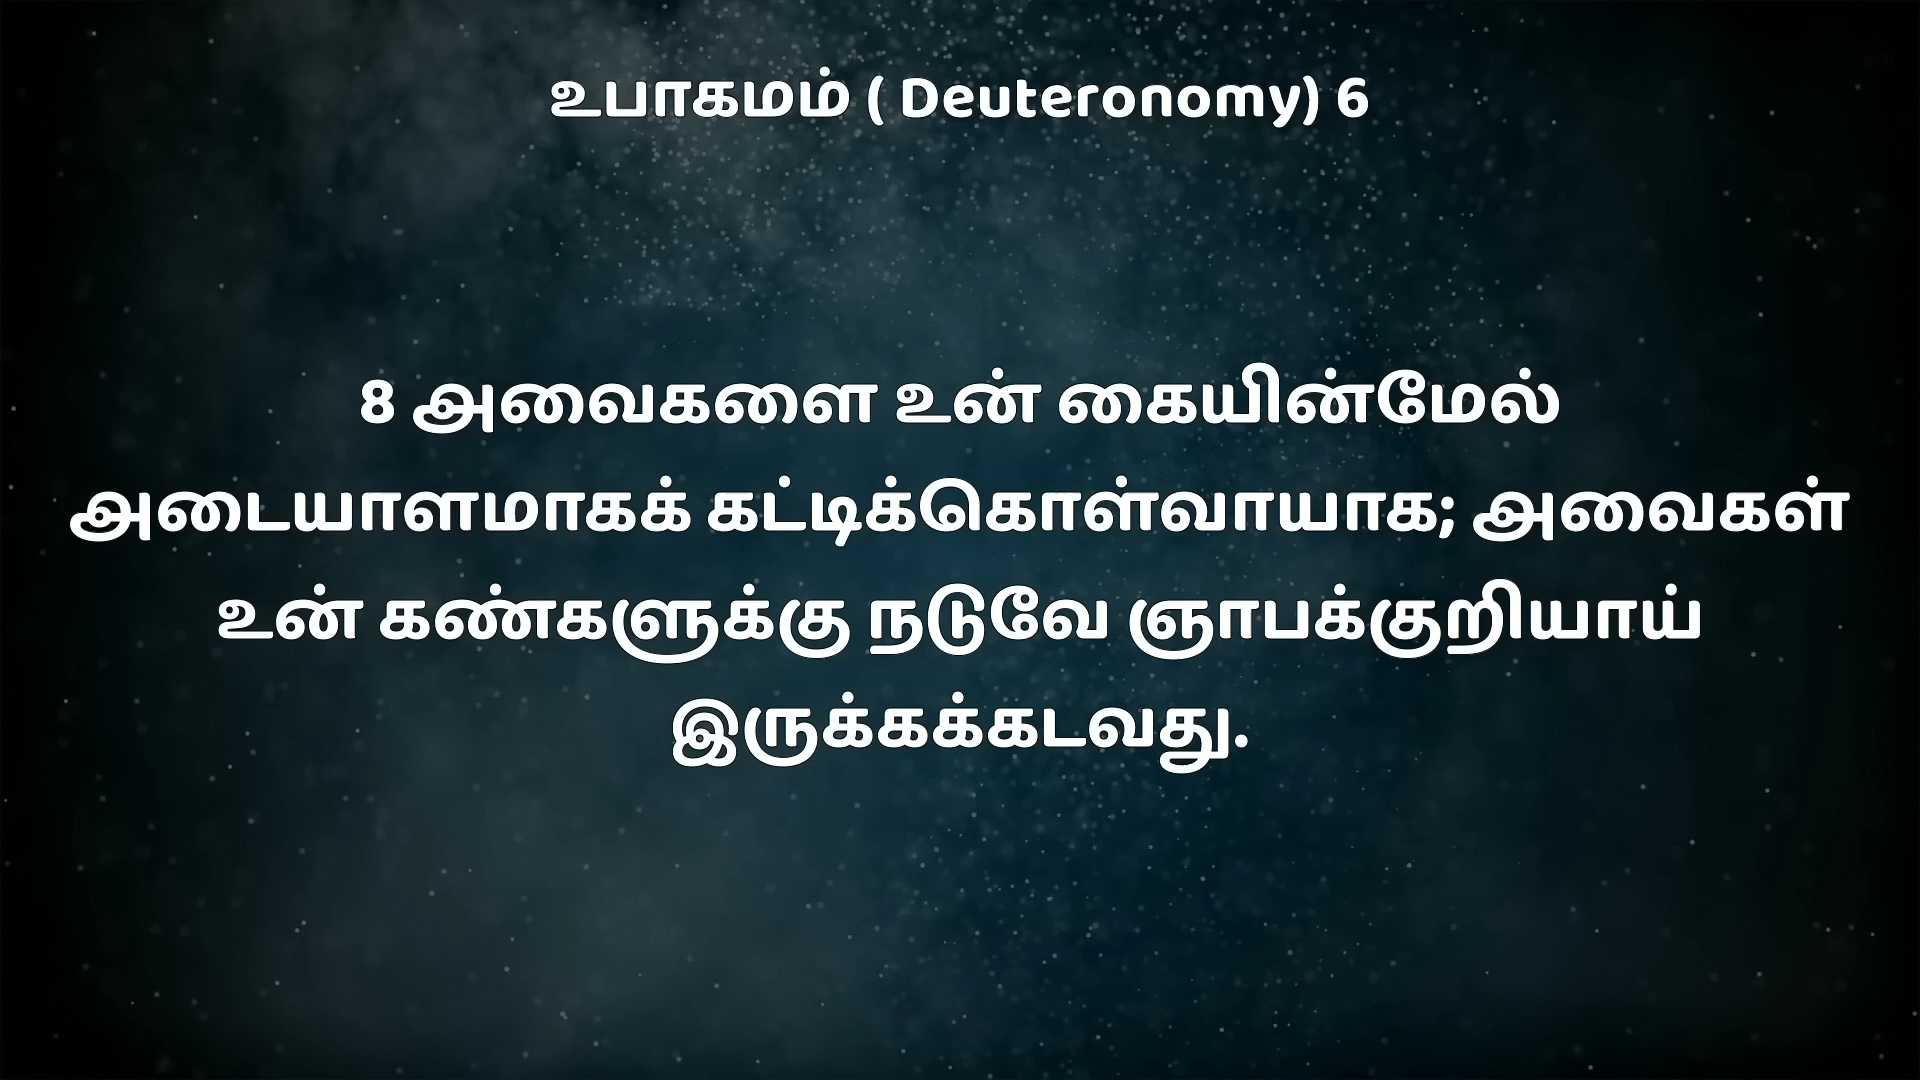 உபாகமம் ( Deuteronomy) 6
8 அவைகளை உன் கையின்மேல்
அடையாளமாகக் கட்டிக்கொள்வாயாக; அவைகள்
உன் கண்களுக்கு நடுவே ஞாபக்குறியாய்
இருக்கக்கடவது.